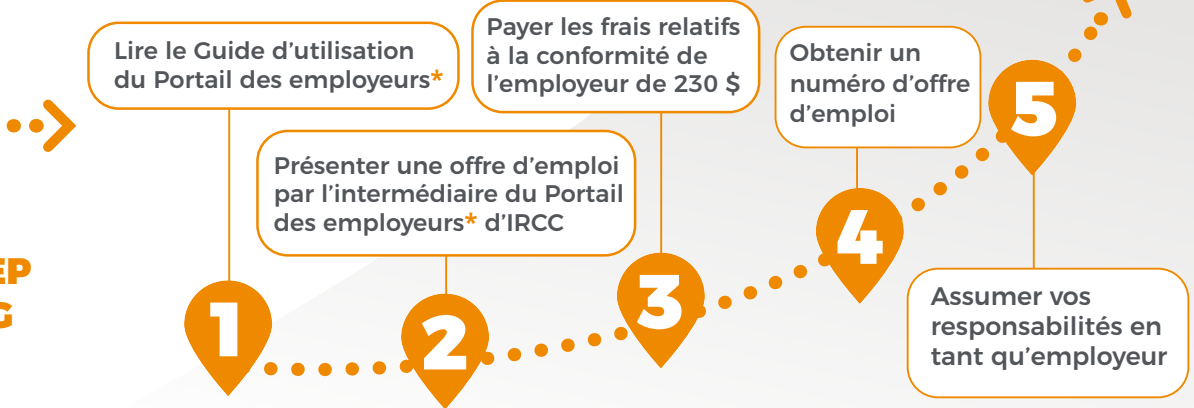 Lire le Guide d'utilisation
du Portail des employeurs*
1
Présenter une offre d'emploi
par l'intermédiaire du Portail
des employeurs* d'IRCC
2
Payer les frais relatifs
à la conformité de
l'employeur de 230 $
3
Obtenir un
numéro d'offre
d'emploi
4
5
Assumer vos
responsabilités en
tant qu'employeur
EP
G